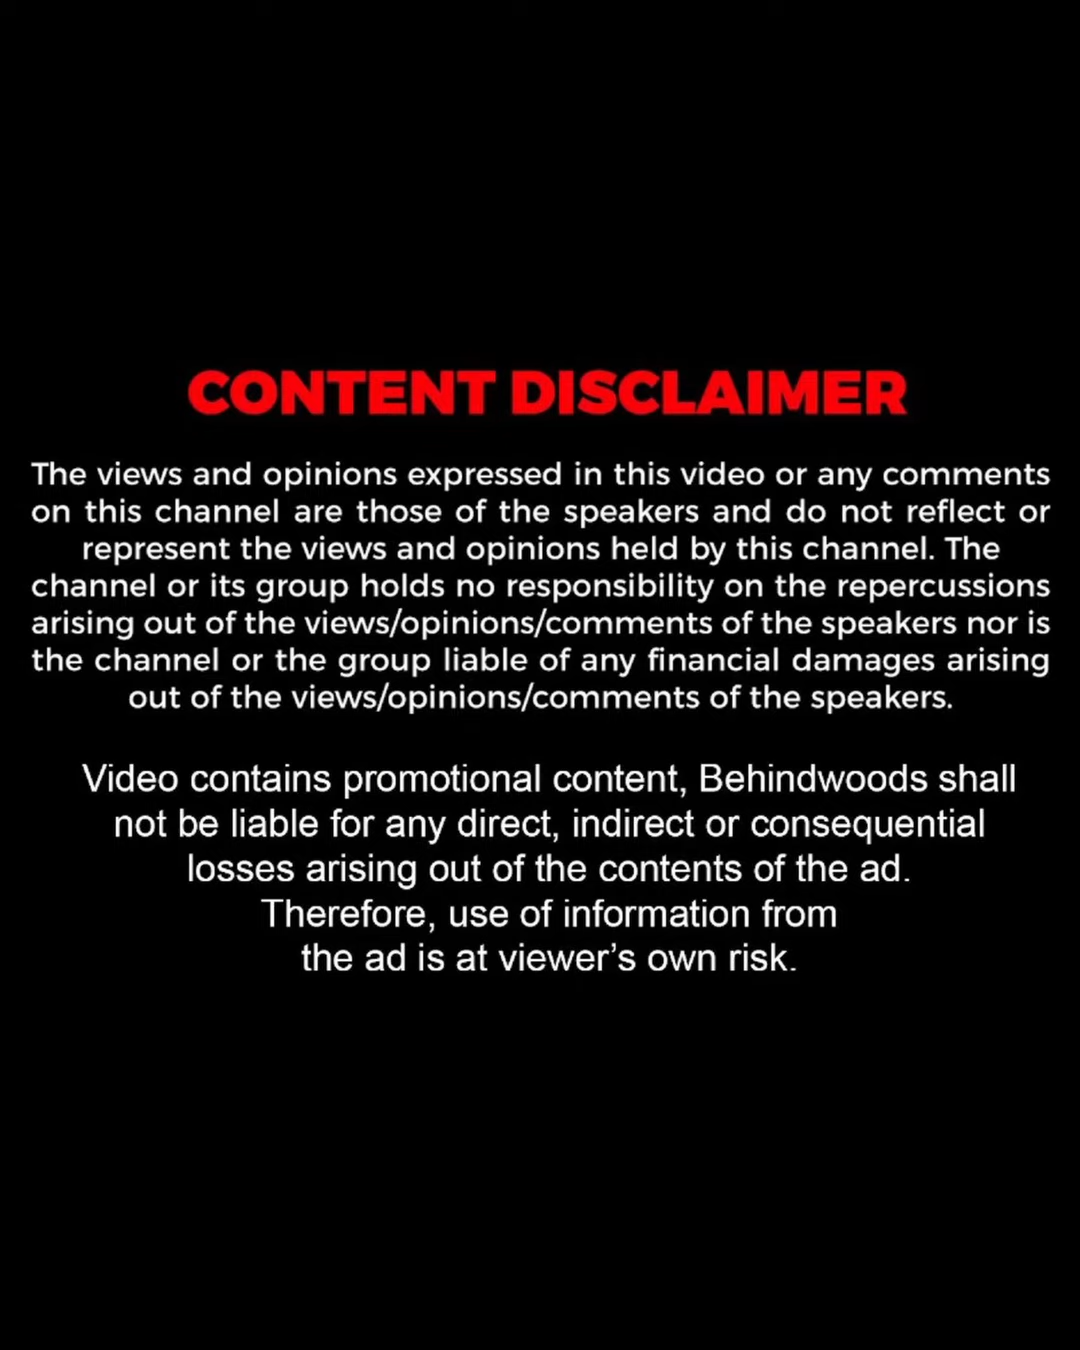 CONTENT DISCLAIMER
The views and opinions expressed in this video or any comments
on this channel are those of the speakers and do not reflect or
represent the views and opinions held by this channel. The
channel or its group holds no responsibility on the repercussions
arising out of the views/opinions/comments of the speakers nor is
the channel or the group liable of any financial damages arising
out of the views/opinions/comments of the speakers.
Video contains promotional content, Behindwoods shall
not be liable for any direct, indirect or consequential
losses arising out of the contents of the ad.
Therefore, use of information from
the ad is at viewer’s own risk.